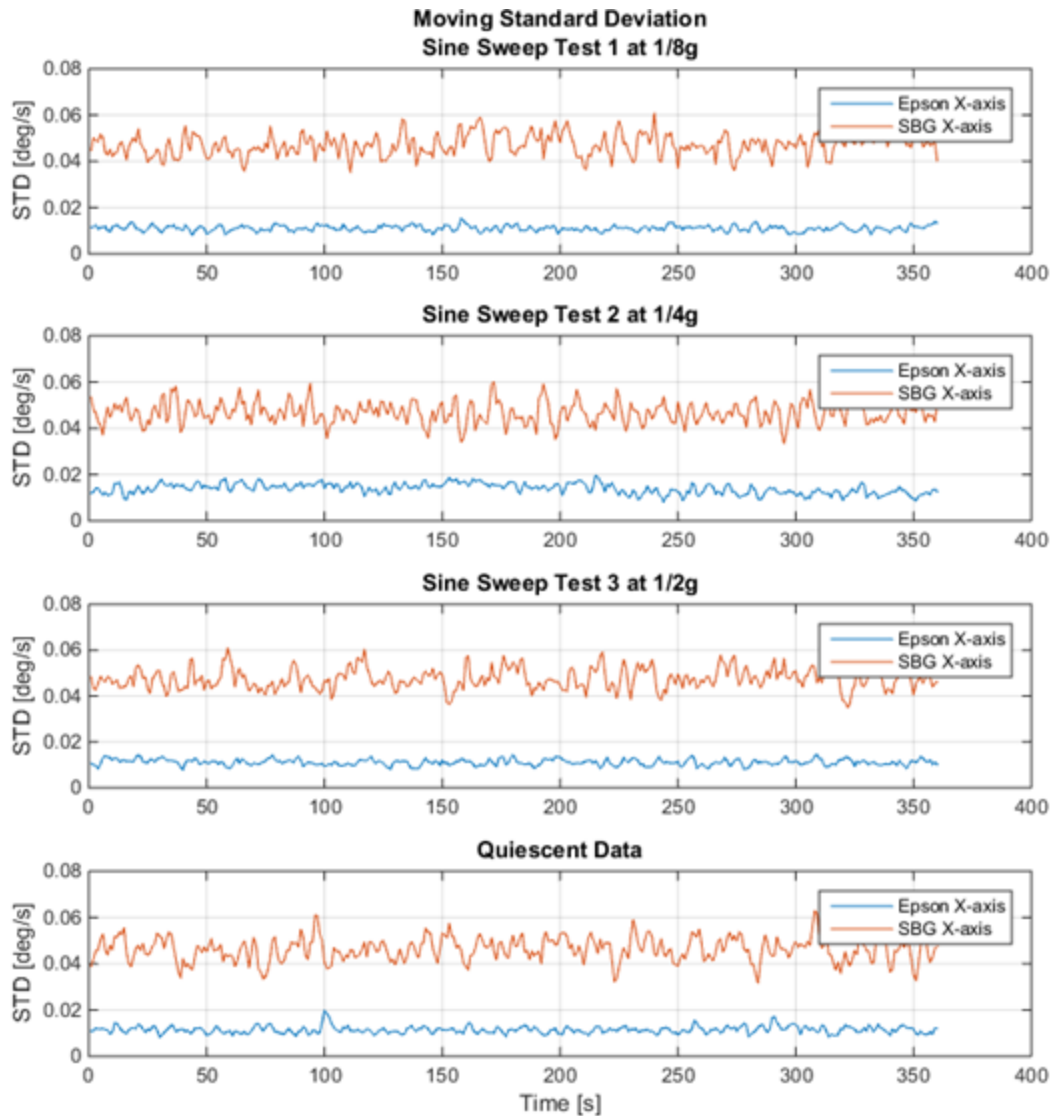 Moving Standard Deviation
Sine Sweep Test 1 at 1/8g
STD [deg/s]
0.08
0.06
0.04
0.02
0
0 50 100 150 200 250 300 350 400
Epson X-axis
SBG X-axis
Sine Sweep Test 2 at 1/4g
STD [deg/s]
0.08
0.06
0.04
0.02
0
0 50 100 150 200 250 300 350 400
Epson X-axis
SBG X-axis
Sine Sweep Test 3 at 1/2g
STD [deg/s]
0.08
0.06
0.04
0.02
0
0 50 100 150 200 250 300 350 400
Epson X-axis
SBG X-axis
Quiescent Data
STD [deg/s]
0.08
0.06
0.04
0.02
0
0 50 100 150 200 250 300 350 400
Epson X-axis
SBG X-axis
Time [s]